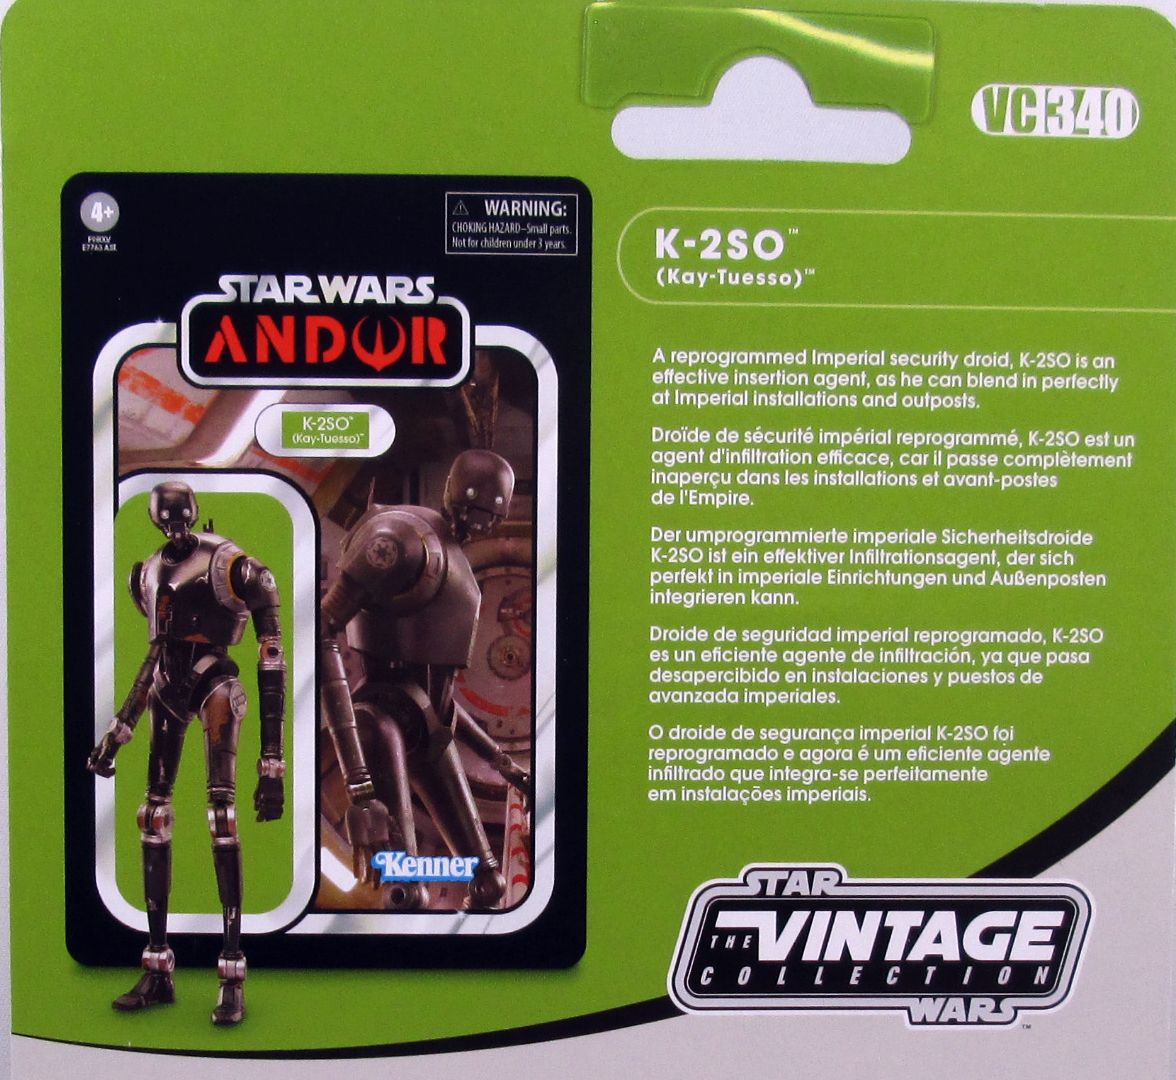 VC340
4+
E7763 ASST.
WARNING:
CHOKING HAZARD–Small parts.
Not for children under 3 years.
STAR WARS
ANDOR
K-2SO™
(Kay-Tuesso)™
Kenner
K-2SO™
(Kay-Tuesso)™
A reprogrammed Imperial security droid, K-2SO is an
effective insertion agent, as he can blend in perfectly
at Imperial installations and outposts.
Droïde de sécurité impérial reprogrammé, K-2SO est un
agent d'infiltration efficace, car il passe complètement
inaperçu dans les installations et avant-postes
de l'Empire.
Der umprogrammierte imperiale Sicherheitsdroide
K-2SO ist ein effektiver Infiltrationsagent, der sich
perfekt in imperiale Einrichtungen und Außenposten
integrieren kann.
Droide de seguridad imperial reprogramado, K-2SO
es un eficiente agente de infiltración, ya que pasa
desapercibido en instalaciones y puestos de
avanzada imperiales.
O droide de segurança imperial K-2SO foi
reprogramado e agora é um eficiente agente
infiltrado que integra-se perfeitamente
em instalações imperiais.
STAR
THE VINTAGE
COLLECTION
WARS™